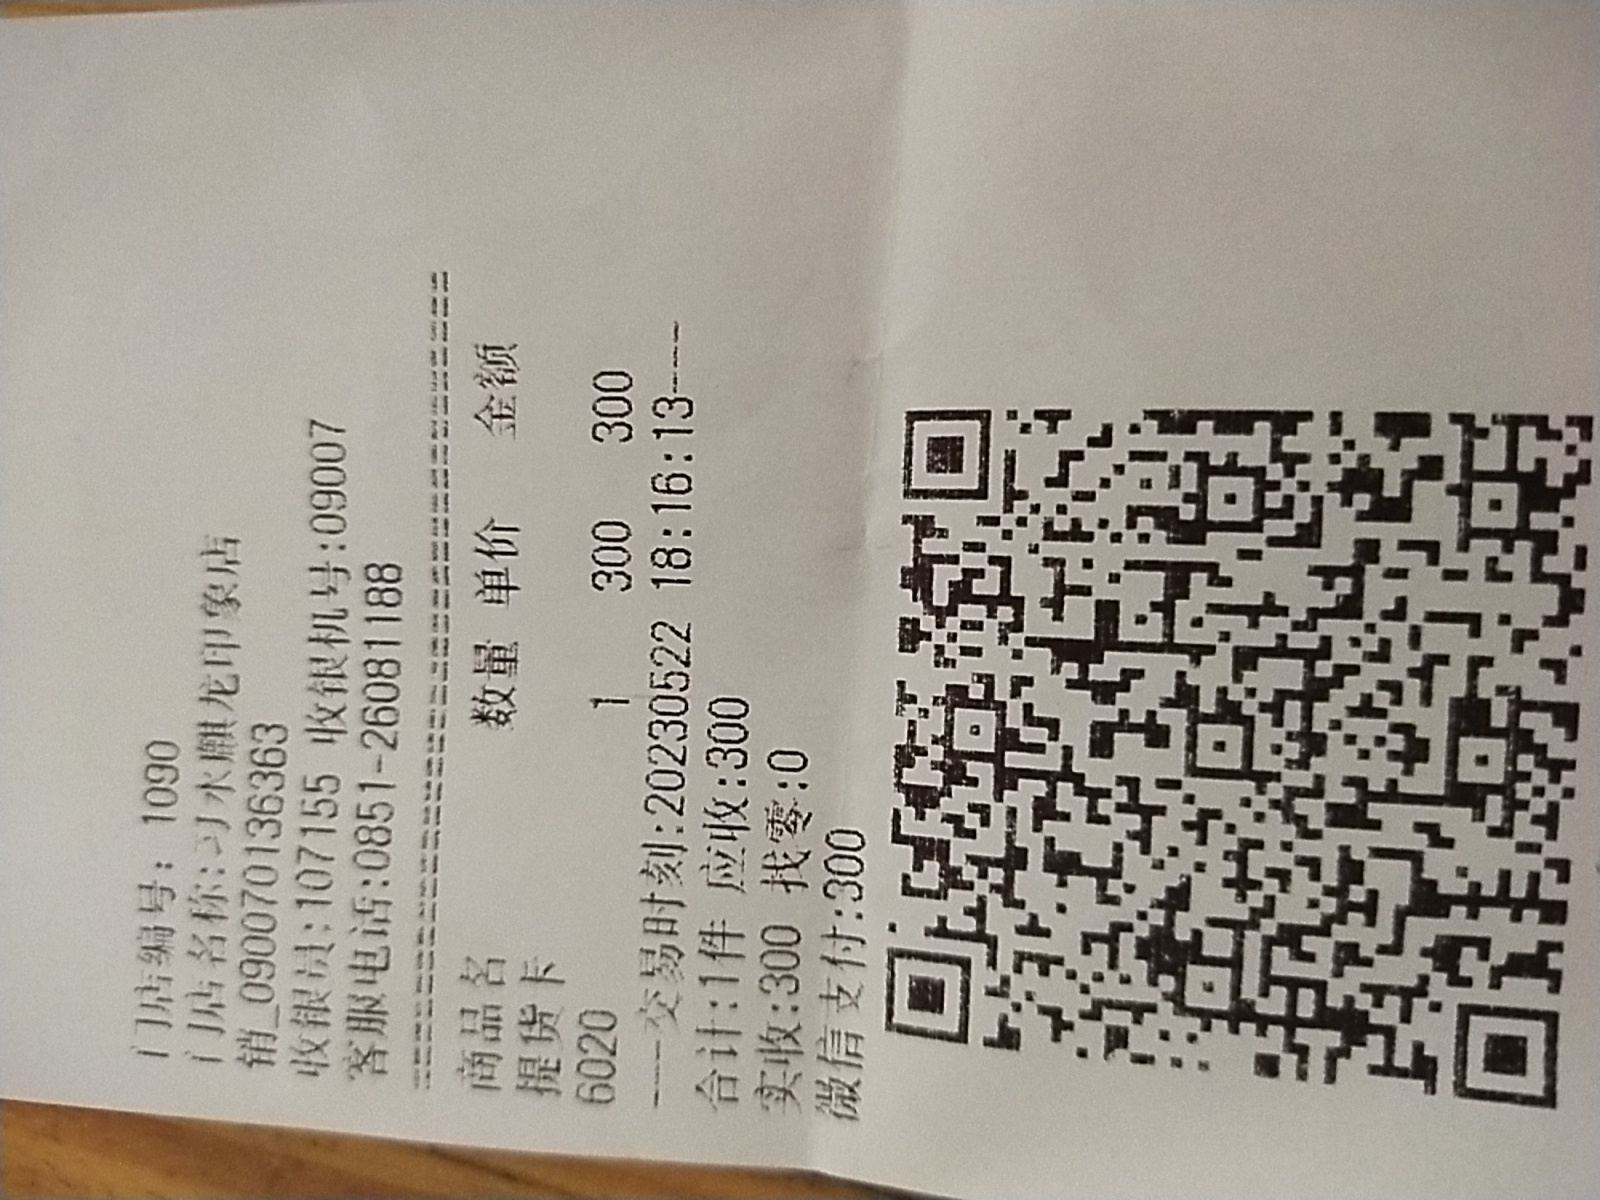 门店编号: 1090
门店名称:习水麒龙印象店
销_090070136363
收银员:107155 收银机号:09007
客服电话:0851-26081188
商品名 数量 单价 金额
提货卡
6020 1 300 300
----交易时刻:20230522 18:16:13----
合计:1件 应收:300
实收:300 找零:0
微信支付:300